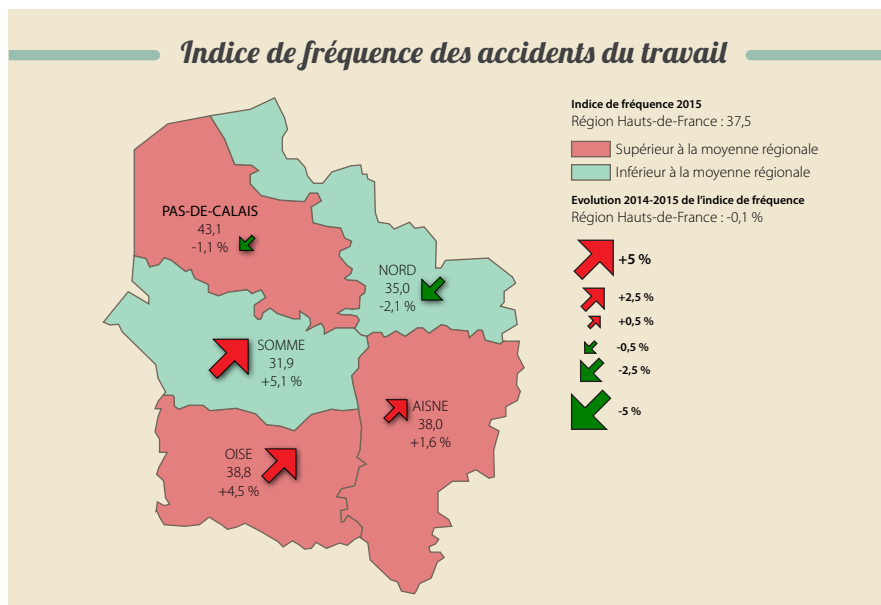 Indice de fréquence des accidents du travail
Indice de fréquence 2015
Région Hauts-de-France : 37,5
Supérieur à la moyenne régionale
Inférieur à la moyenne régionale
Evolution 2014-2015 de l'indice de fréquence
Région Hauts-de-France : -0,1 %
+5 %
+2,5 %
+0,5 %
-0,5 %
-2,5 %
-5 %
PAS-DE-CALAIS
43,1
-1,1 %
NORD
35,0
-2,1 %
SOMME
31,9
+5,1 %
AISNE
38,0
+1,6 %
OISE
38,8
+4,5 %